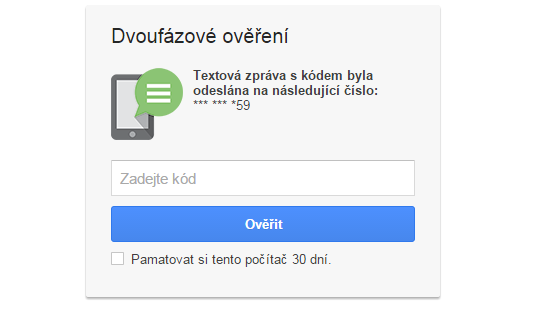 Dvoufázové ověření
Textová zpráva s kódem byla
odeslána na následující číslo:
*** *** *59
Zadejte kód
Ověřit
Pamatovat si tento počítač 30 dní.